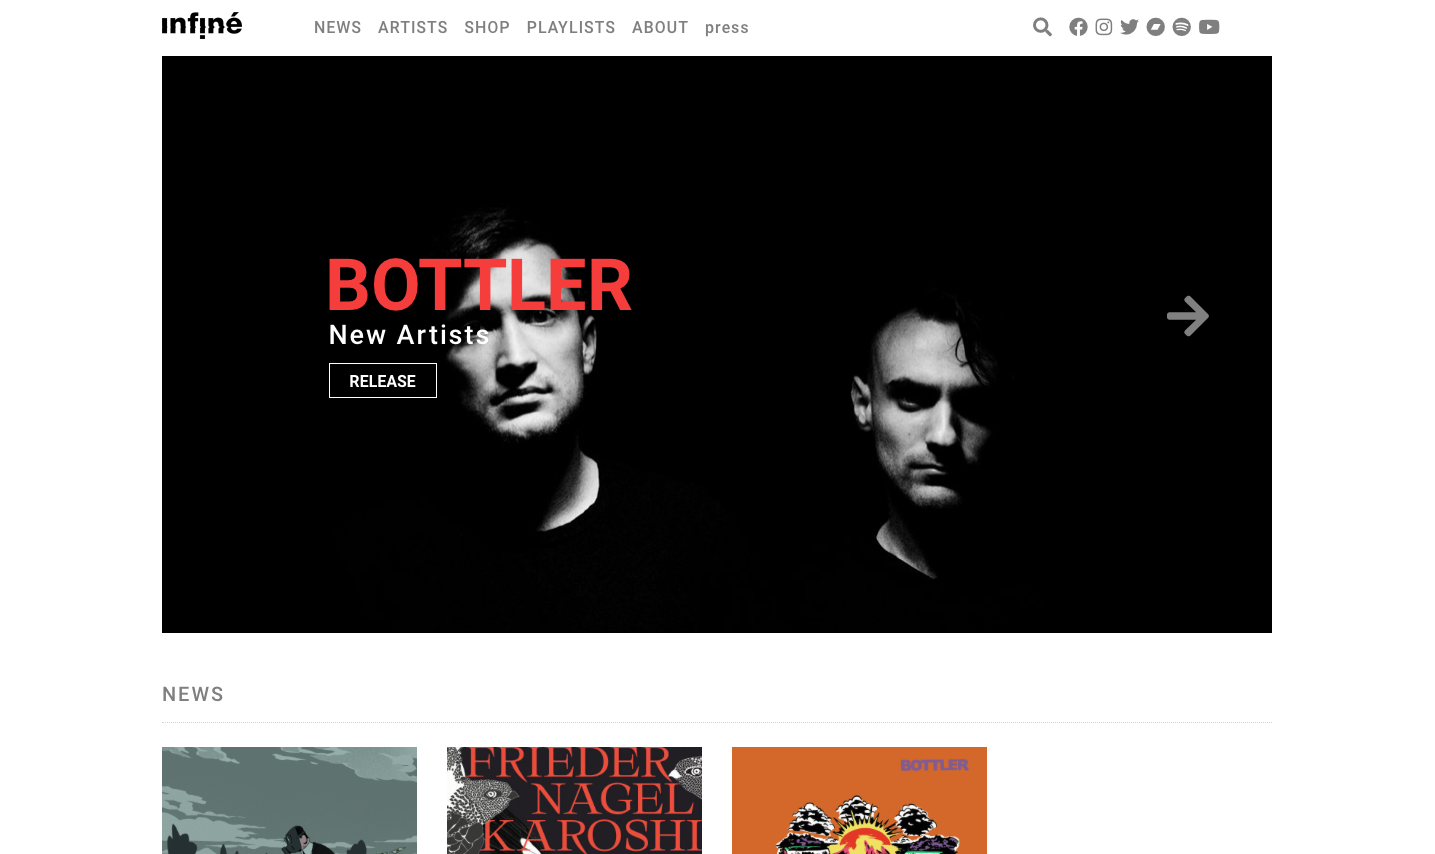 infiné
NEWS ARTISTS SHOP PLAYLISTS ABOUT press
BOTTLER
New Artists
RELEASE
NEWS
FRIEDER
NAGEL
KAROSHI
BOTTLER